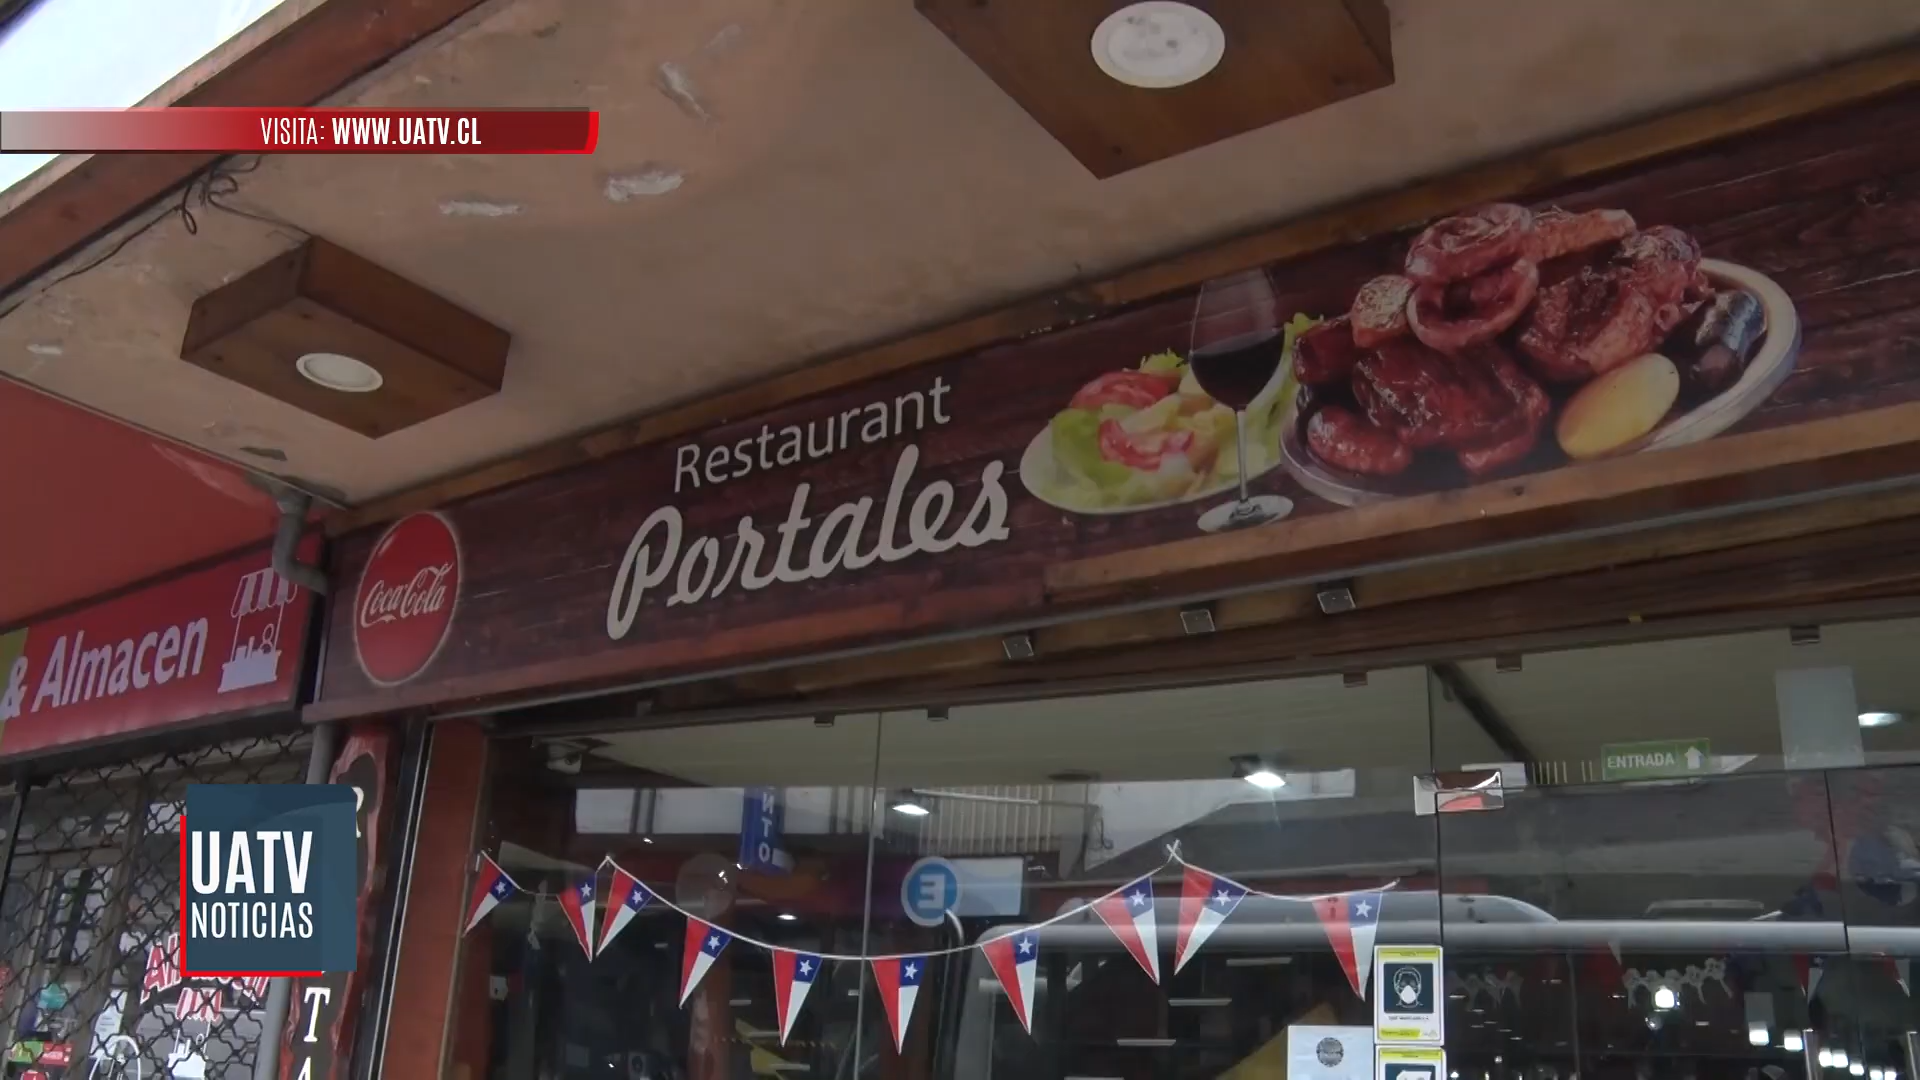 VISITA: WWW.UATV.CL
Restaurant
Portales
Coca-Cola
& Almacen
ENTRADA
UATV
NOTICIAS